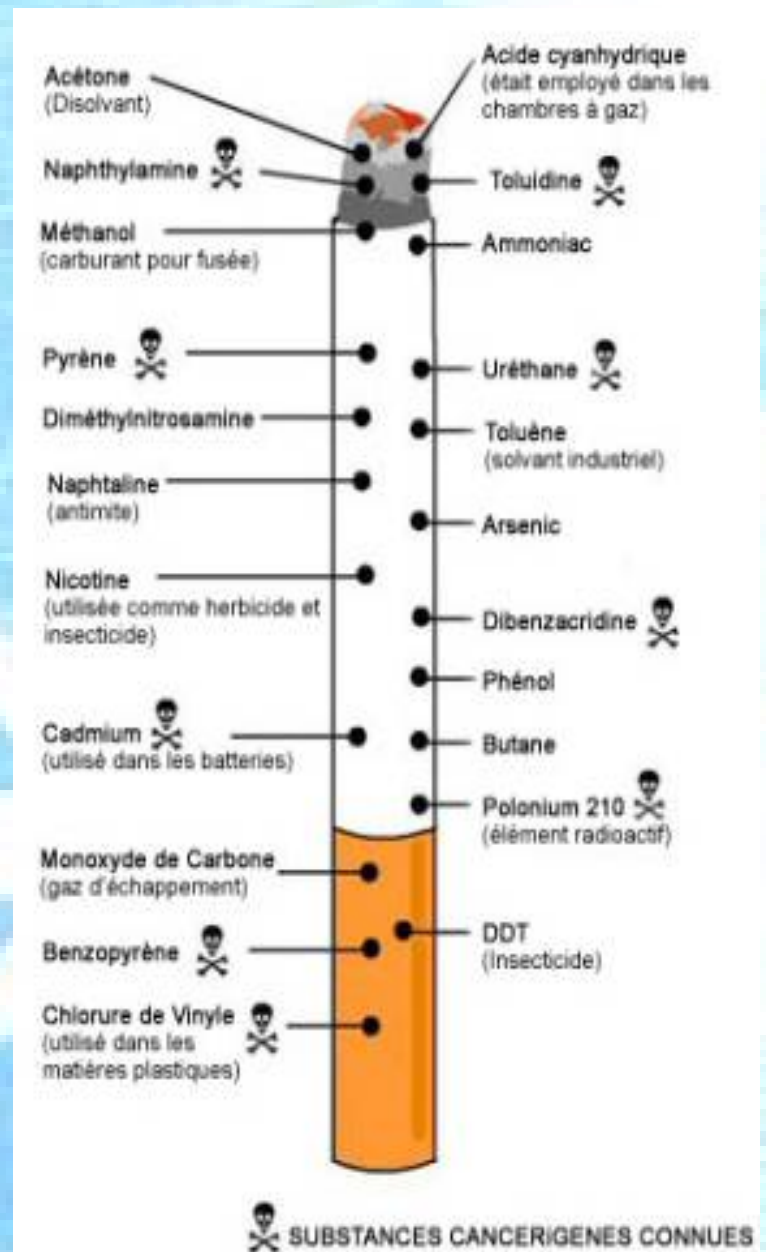 Acétone
(Disolvant)
Naphthylamine
Méthanol
(carburant pour fusée)
Pyrène
Diméthylnitrosamine
Naphtaline
(antimite)
Nicotine
(utilisée comme herbicide et
insecticide)
Cadmium
(utilisé dans les batteries)
Monoxyde de Carbone
(gaz d'échappement)
Benzopyrène
Chlorure de Vinyle
(utilisé dans les
matières plastiques)
Acide cyanhydrique
(était employé dans les
chambres à gaz)
Toluidine
Ammoniac
Uréthane
Toluène
(solvant industriel)
Arsenic
Dibenzacridine
Phénol
Butane
Polonium 210
(élément radioactif)
DDT
(Insecticide)
SUBSTANCES CANCERiGENES CONNUES